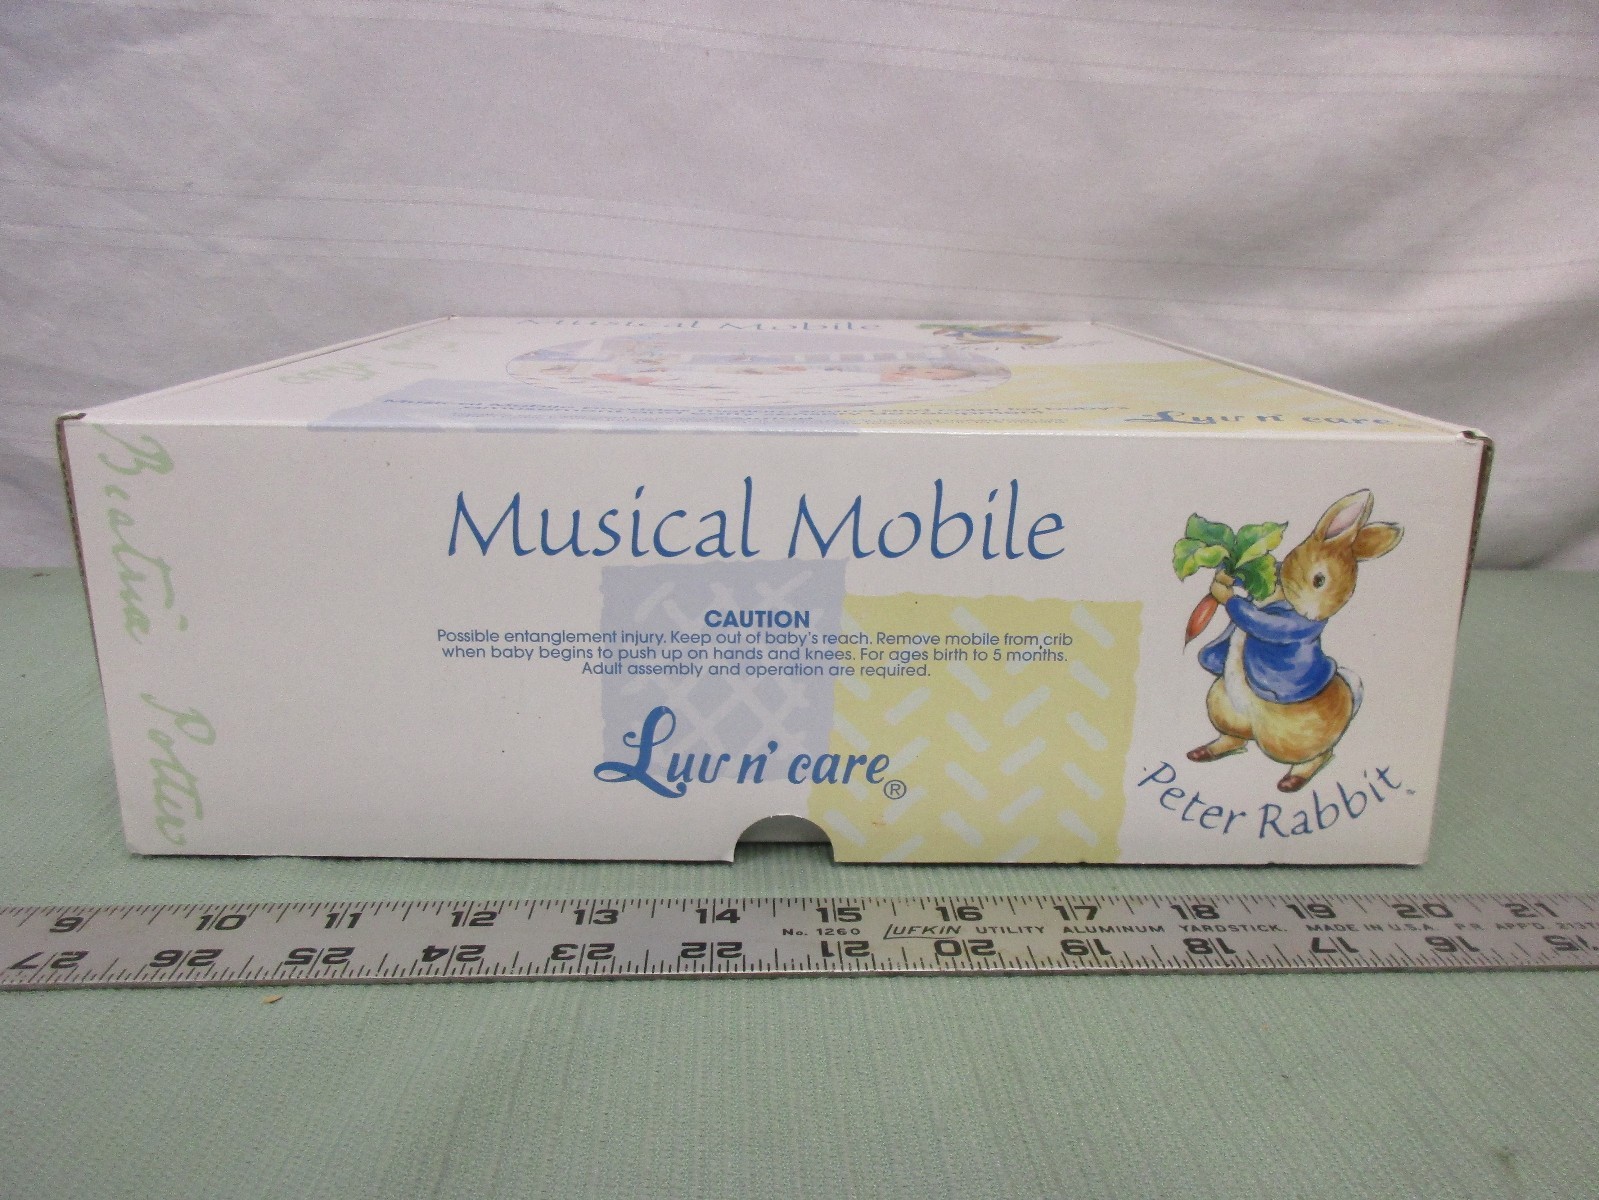 Musical Mobile
Luv n' care
Beatrix Potter
Musical Mobile
CAUTION
Possible entanglement injury. Keep out of baby's reach. Remove mobile from crib
when baby begins to push up on hands and knees. For ages birth to 5 months.
Adult assembly and operation are required.
Luv n' care®
Peter Rabbit™
9 10 11 12 13 14 15 16 17 18 19 20 21
No. 1260 LUFKIN UTILITY ALUMINUM YARDSTICK. MADE IN U.S.A.
27 26 25 24 23 22 21 20 19 18 17 16 15